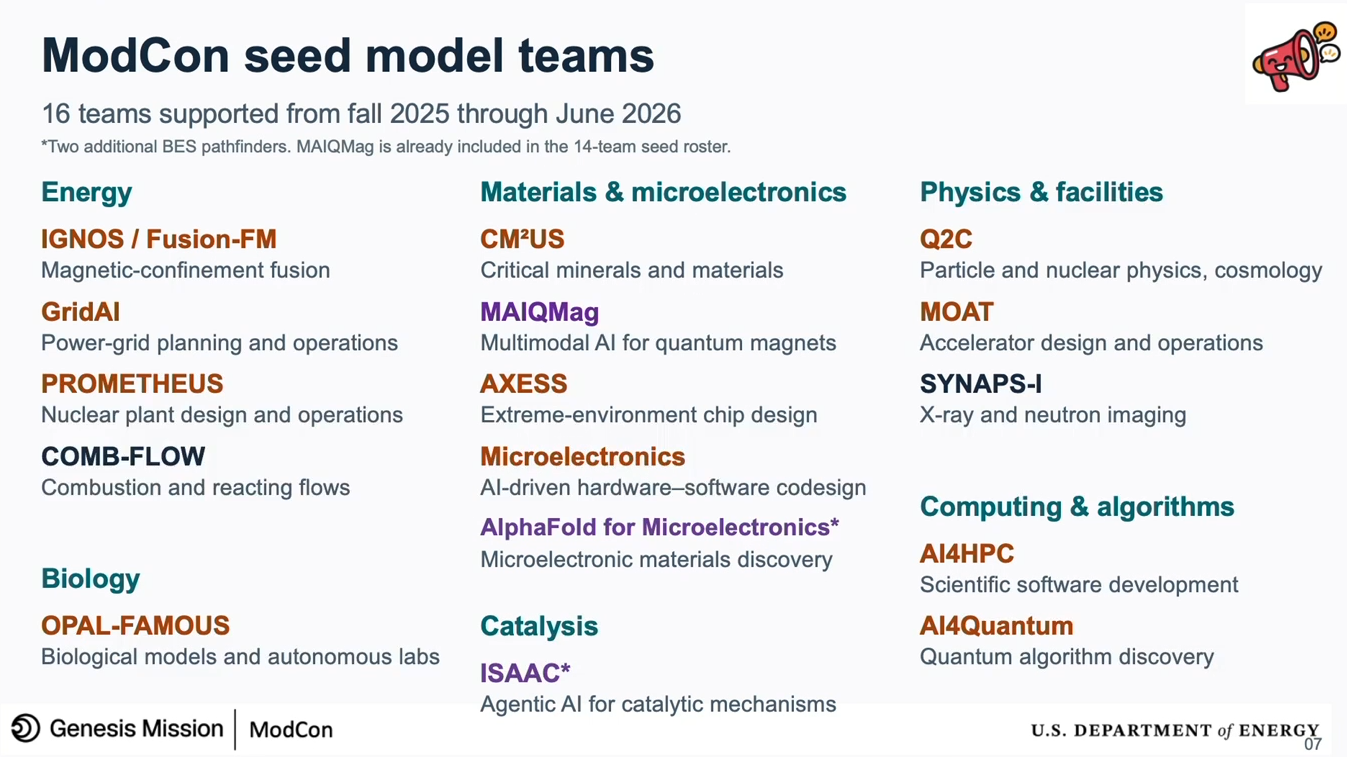 ModCon seed model teams
16 teams supported from fall 2025 through June 2026
*Two additional BES pathfinders. MAIQMag is already included in the 14-team seed roster.
Energy
IGNOS / Fusion-FM
Magnetic-confinement fusion
GridAI
Power-grid planning and operations
PROMETHEUS
Nuclear plant design and operations
COMB-FLOW
Combustion and reacting flows
Biology
OPAL-FAMOUS
Biological models and autonomous labs
Materials & microelectronics
CM²US
Critical minerals and materials
MAIQMag
Multimodal AI for quantum magnets
AXESS
Extreme-environment chip design
Microelectronics
AI-driven hardware–software codesign
AlphaFold for Microelectronics*
Microelectronic materials discovery
Catalysis
ISAAC*
Agentic AI for catalytic mechanisms
Physics & facilities
Q2C
Particle and nuclear physics, cosmology
MOAT
Accelerator design and operations
SYNAPS-I
X-ray and neutron imaging
Computing & algorithms
AI4HPC
Scientific software development
AI4Quantum
Quantum algorithm discovery
Genesis Mission | ModCon
U.S. DEPARTMENT of ENERGY
07